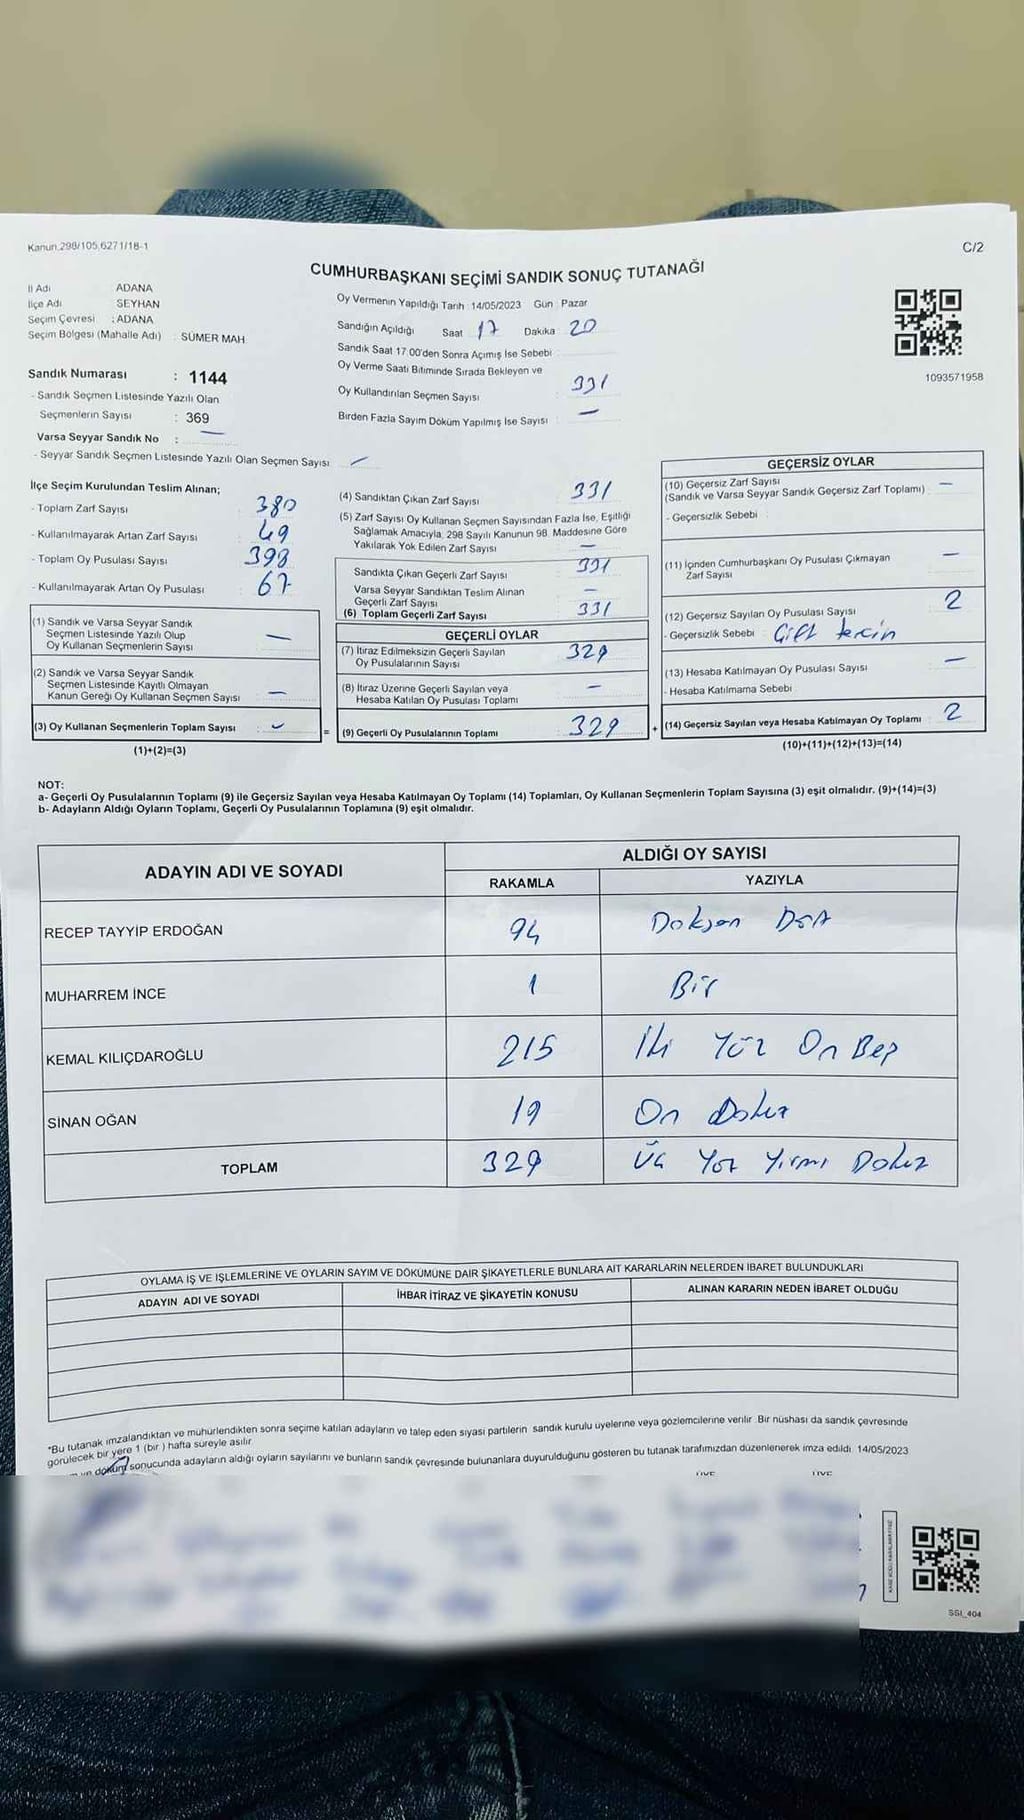 Kanun,298/105,6271/18-1
C/2
CUMHURBAŞKANI SEÇİMİ SANDIK SONUÇ TUTANAĞI
İl Adı ADANA
İlçe Adı SEYHAN
Seçim Çevresi : ADANA
Seçim Bölgesi (Mahalle Adı) : SÜMER MAH
Sandık Numarası : 1144
- Sandık Seçmen Listesinde Yazılı Olan
Seçmenlerin Sayısı : 369
Varsa Seyyar Sandık No : —
- Seyyar Sandık Seçmen Listesinde Yazılı Olan Seçmen Sayısı —
Oy Vermenin Yapıldığı Tarih : 14/05/2023 Gün : Pazar
Sandığın Açıldığı Saat 17 Dakika 20
Sandık Saat 17:00'den Sonra Açımış İse Sebebi
Oy Verme Saati Bitiminde Sırada Bekleyen ve
Oy Kullandırılan Seçmen Sayısı : 331
Birden Fazla Sayım Döküm Yapılmış İse Sayısı : —
1093571958
İlçe Seçim Kurulundan Teslim Alınan;
- Toplam Zarf Sayısı : 380
- Kullanılmayarak Artan Zarf Sayısı : 49
- Toplam Oy Pusulası Sayısı : 398
- Kullanılmayarak Artan Oy Pusulası : 67
(1) Sandık ve Varsa Seyyar Sandık
Seçmen Listesinde Yazılı Olup
Oy Kullanan Seçmenlerin Sayısı : —
(2) Sandık ve Varsa Seyyar Sandık
Seçmen Listesinde Kayıtlı Olmayan
Kanun Gereği Oy Kullanan Seçmen Sayısı : —
(3) Oy Kullanan Seçmenlerin Toplam Sayısı : —
(1)+(2)=(3)
(4) Sandıktan Çıkan Zarf Sayısı : 331
(5) Zarf Sayısı Oy Kullanan Seçmen Sayısından Fazla İse, Eşitliği
Sağlamak Amacıyla, 298 Sayılı Kanunun 98. Maddesine Göre
Yakılarak Yok Edilen Zarf Sayısı : —
Sandıkta Çıkan Geçerli Zarf Sayısı : 331
Varsa Seyyar Sandıktan Teslim Alınan
Geçerli Zarf Sayısı : —
(6) Toplam Geçerli Zarf Sayısı : 331
GEÇERLİ OYLAR
(7) İtiraz Edilmeksizin Geçerli Sayılan
Oy Pusulalarının Sayısı : 329
(8) İtiraz Üzerine Geçerli Sayılan veya
Hesaba Katılan Oy Pusulası Toplamı : —
= (9) Geçerli Oy Pusulalarının Toplamı : 329
GEÇERSİZ OYLAR
(10) Geçersiz Zarf Sayısı
(Sandık ve Varsa Seyyar Sandık Geçersiz Zarf Toplamı) : —
- Geçersizlik Sebebi :
(11) İçinden Cumhurbaşkanı Oy Pusulası Çıkmayan
Zarf Sayısı : —
(12) Geçersiz Sayılan Oy Pusulası Sayısı : 2
- Geçersizlik Sebebi : Çift tercin
(13) Hesaba Katılmayan Oy Pusulası Sayısı : —
- Hesaba Katılmama Sebebi :
+ (14) Geçersiz Sayılan veya Hesaba Katılmayan Oy Toplamı : 2
(10)+(11)+(12)+(13)=(14)
NOT:
a- Geçerli Oy Pusulalarının Toplamı (9) ile Geçersiz Sayılan veya Hesaba Katılmayan Oy Toplamı (14) Toplamları, Oy Kullanan Seçmenlerin Toplam Sayısına (3) eşit olmalıdır. (9)+(14)=(3)
b- Adayların Aldığı Oyların Toplamı, Geçerli Oy Pusulalarının Toplamına (9) eşit olmalıdır.
ADAYIN ADI VE SOYADI ALDIĞI OY SAYISI
RAKAMLA YAZIYLA
RECEP TAYYİP ERDOĞAN 94 Doksan Dört
MUHARREM İNCE 1 Bir
KEMAL KILIÇDAROĞLU 215 İki Yüz On Beş
SİNAN OĞAN 19 On Dokuz
TOPLAM 329 Üç Yüz Yirmi Dokuz
OYLAMA İŞ VE İŞLEMLERİNE VE OYLARIN SAYIM VE DÖKÜMÜNE DAİR ŞİKAYETLERLE BUNLARA AİT KARARLARIN NELERDEN İBARET BULUNDUKLARI
ADAYIN ADI VE SOYADI İHBAR İTİRAZ VE ŞİKAYETİN KONUSU ALINAN KARARIN NEDEN İBARET OLDUĞU
*Bu tutanak imzalandıktan ve mühürlendikten sonra seçime katılan adayların ve talep eden siyasi partilerin sandık kurulu üyelerine veya gözlemcilerine verilir. Bir nüshası da sandık çevresinde
görülecek bir yere 1 (bir ) hafta süreyle asılır.
döküm sonucunda adayların aldığı oyların sayılarını ve bunların sandık çevresinde bulunanlara duyurulduğunu gösteren bu tutanak tarafımızdan düzenlenerek imza edildi. 14/05/2023
SSI_404